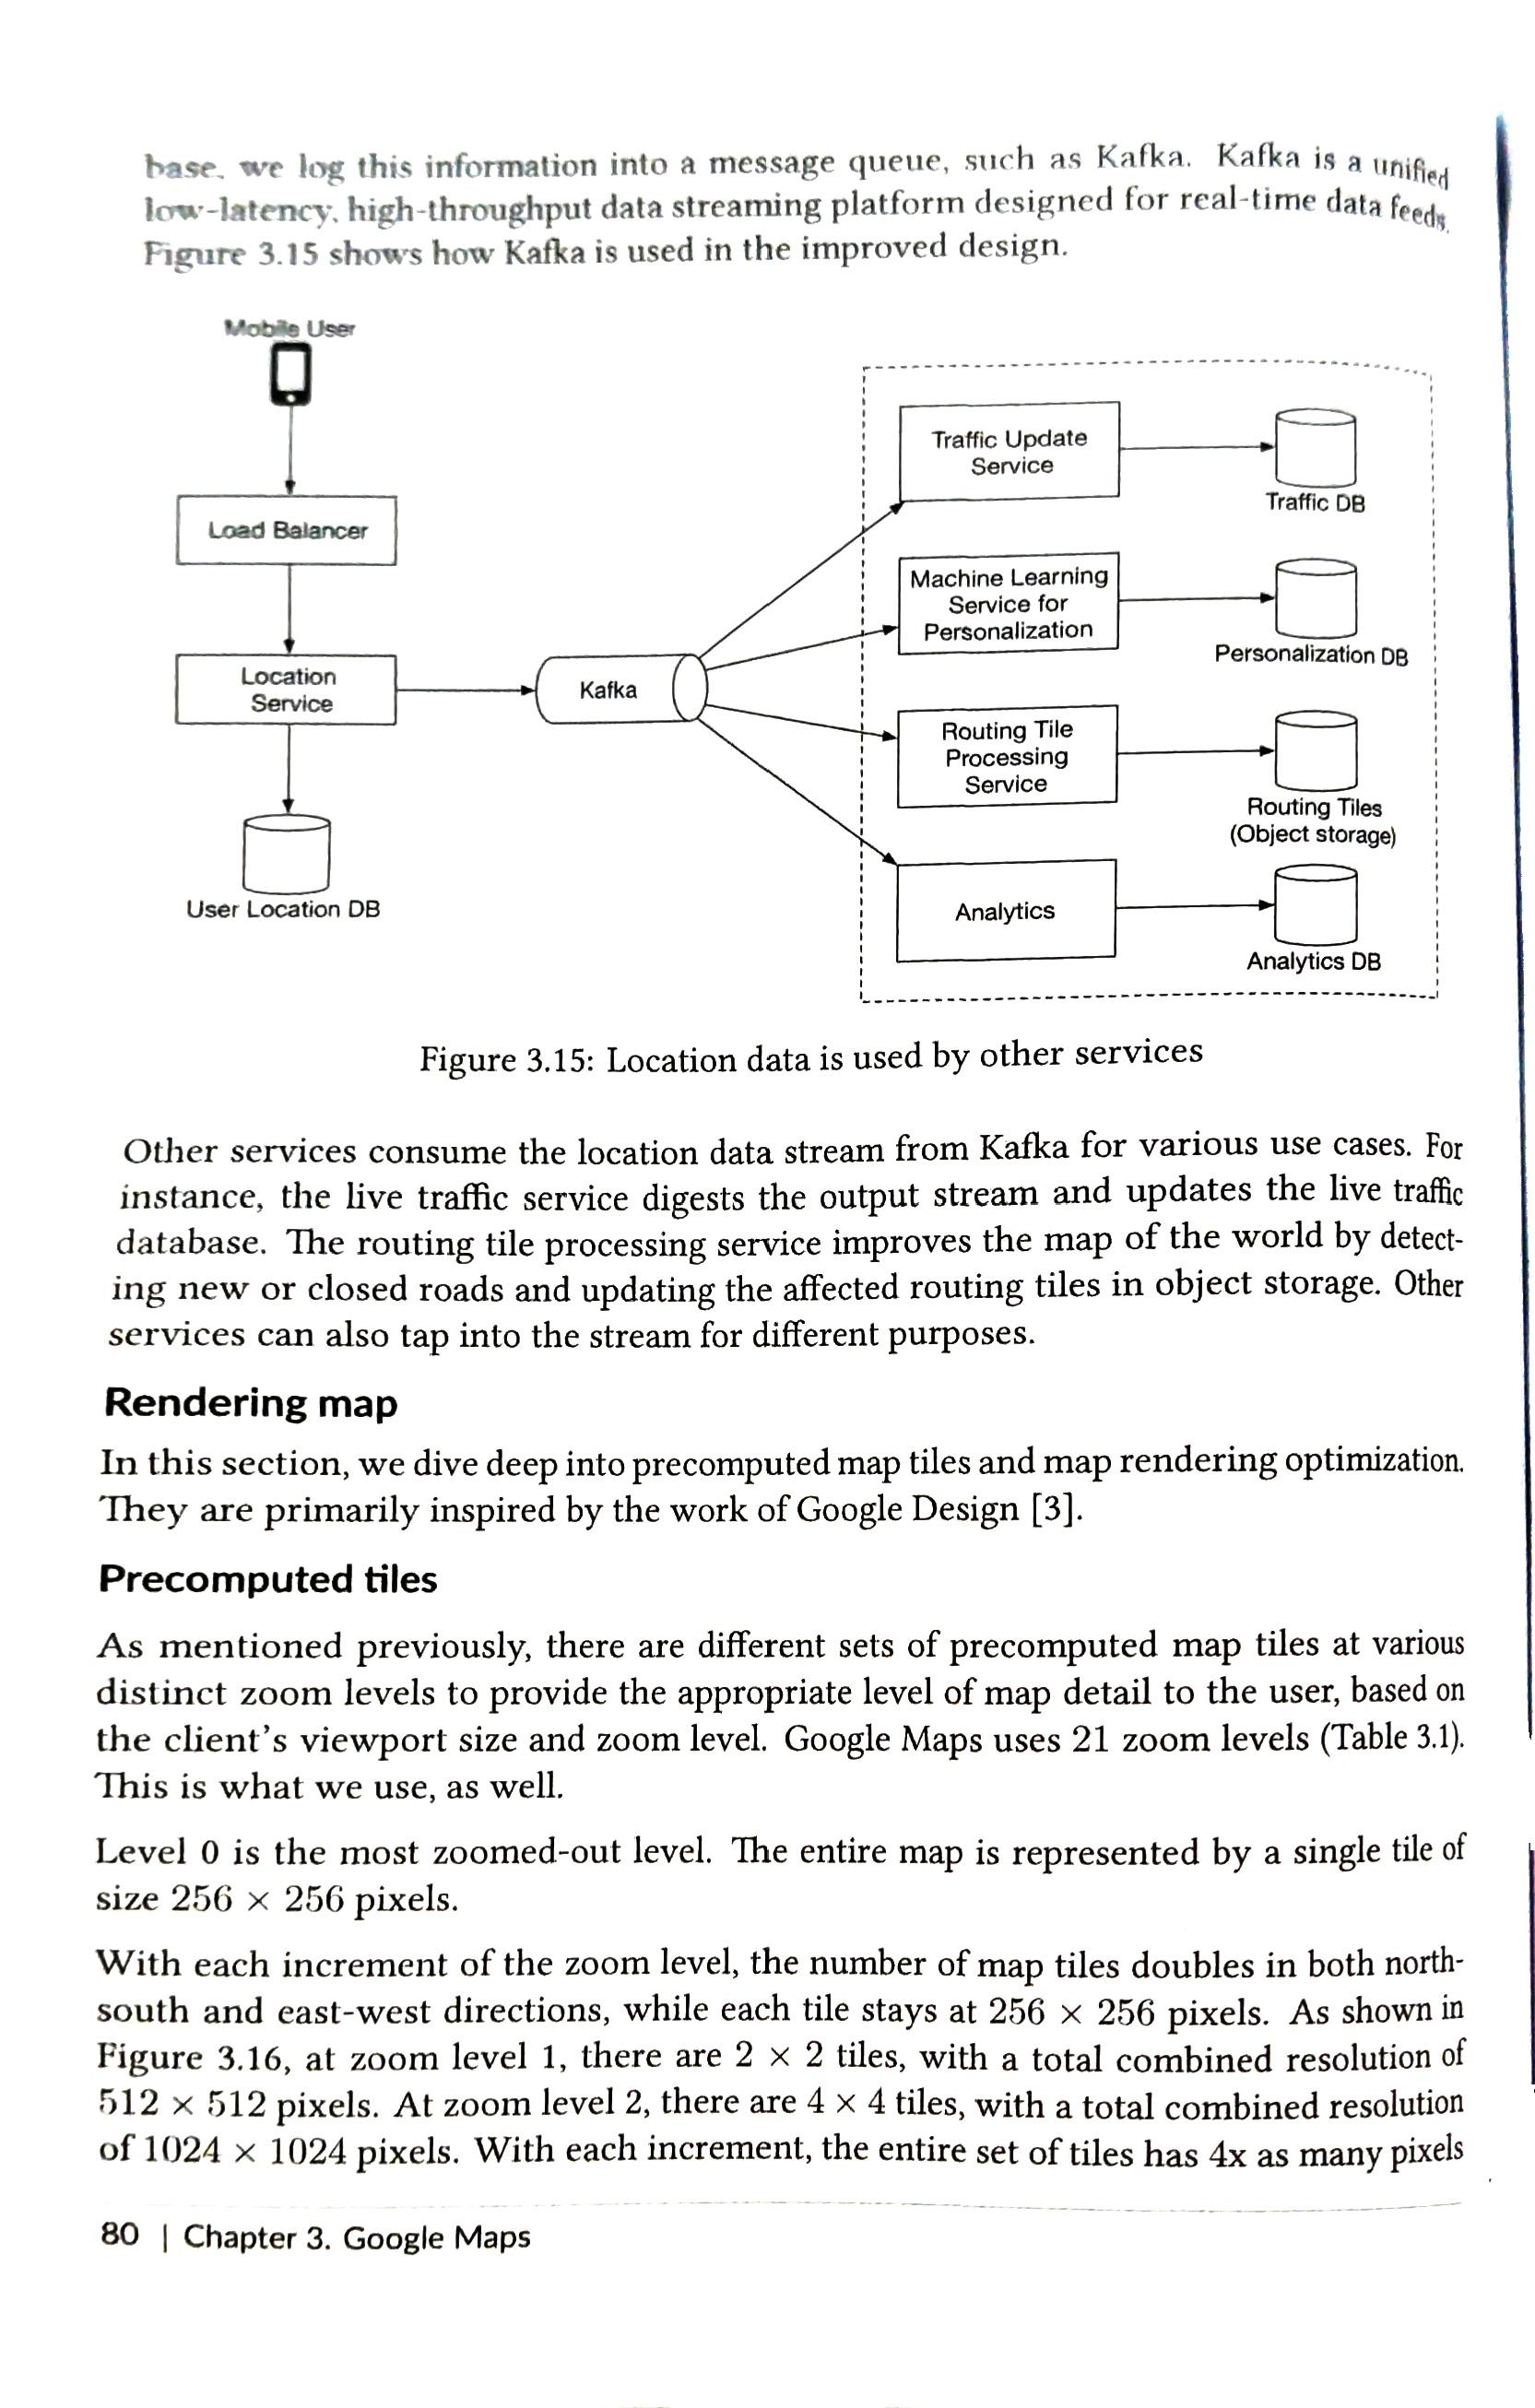 base, we log this information into a message queue, such as Kafka. Kafka is a unified
low-latency, high-throughput data streaming platform designed for real-time data feeds.
Figure 3.15 shows how Kafka is used in the improved design.
Mobile User
Load Balancer
Location
Service
User Location DB
Kafka
Traffic Update
Service
Traffic DB
Machine Learning
Service for
Personalization
Personalization DB
Routing Tile
Processing
Service
Routing Tiles
(Object storage)
Analytics
Analytics DB
Figure 3.15: Location data is used by other services
Other services consume the location data stream from Kafka for various use cases. For
instance, the live traffic service digests the output stream and updates the live traffic
database. The routing tile processing service improves the map of the world by detect-
ing new or closed roads and updating the affected routing tiles in object storage. Other
services can also tap into the stream for different purposes.
Rendering map
In this section, we dive deep into precomputed map tiles and map rendering optimization.
They are primarily inspired by the work of Google Design [3].
Precomputed tiles
As mentioned previously, there are different sets of precomputed map tiles at various
distinct zoom levels to provide the appropriate level of map detail to the user, based on
the client's viewport size and zoom level. Google Maps uses 21 zoom levels (Table 3.1).
This is what we use, as well.
Level 0 is the most zoomed-out level. The entire map is represented by a single tile of
size 256 × 256 pixels.
With each increment of the zoom level, the number of map tiles doubles in both north-
south and east-west directions, while each tile stays at 256 × 256 pixels. As shown in
Figure 3.16, at zoom level 1, there are 2 × 2 tiles, with a total combined resolution of
512 × 512 pixels. At zoom level 2, there are 4 × 4 tiles, with a total combined resolution
of 1024 × 1024 pixels. With each increment, the entire set of tiles has 4x as many pixels
80 | Chapter 3. Google Maps